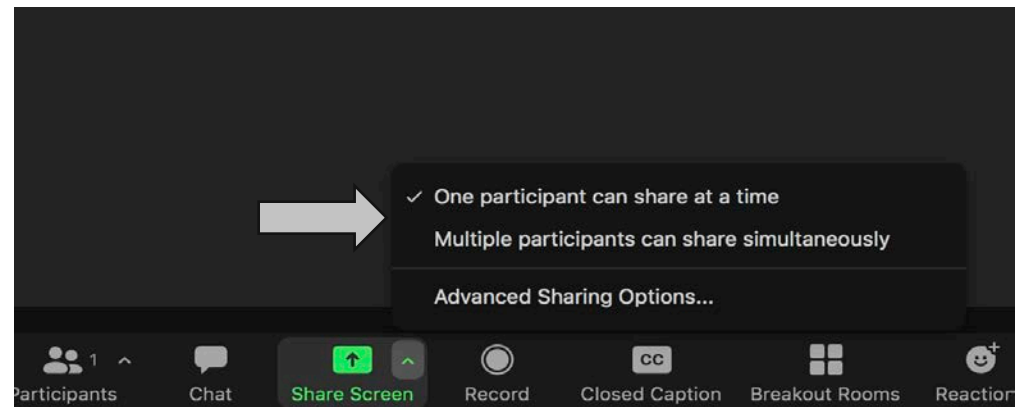 One participant can share at a time
Multiple participants can share simultaneously
Advanced Sharing Options...
1
CC
Participants Chat Share Screen Record Closed Caption Breakout Rooms Reaction